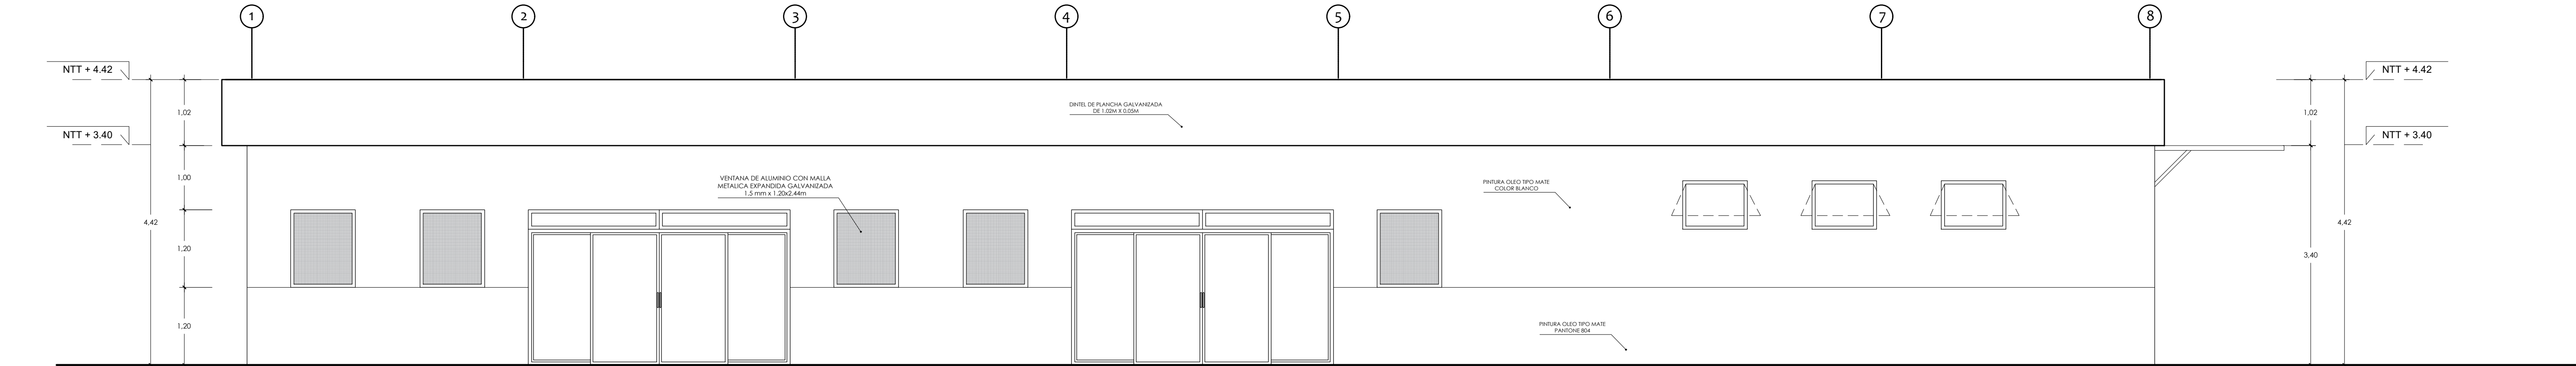 1
2
3
4
5
6
7
8
NTT + 4.42
NTT + 4.42
1,02
DINTEL DE PLANCHA GALVANIZADA
DE 1.02M X 0.05M
1,02
NTT + 3.40
NTT + 3.40
1,00
VENTANA DE ALUMINIO CON MALLA
METALICA EXPANDIDA GALVANIZADA
1.5 mm x 1.20x2.44m
PINTURA OLEO TIPO MATE
COLOR BLANCO
4,42
4,42
1,20
3,40
1,20
PINTURA OLEO TIPO MATE
PANTONE 804